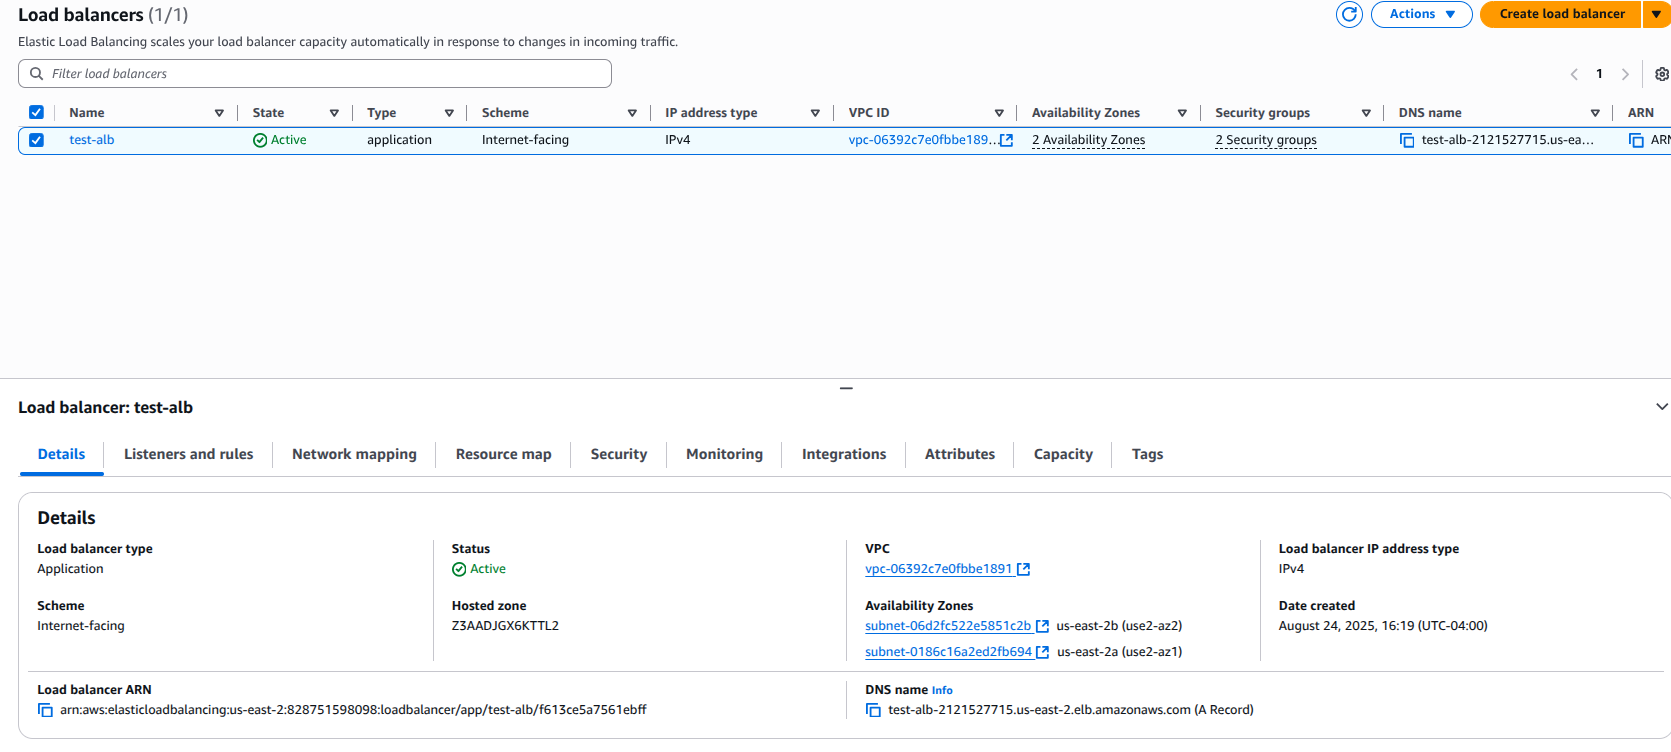 Load balancers (1/1)
Actions
Create load balancer
Elastic Load Balancing scales your load balancer capacity automatically in response to changes in incoming traffic.
Filter load balancers
1
Name State Type Scheme IP address type VPC ID Availability Zones Security groups DNS name ARN
test-alb Active application Internet-facing IPv4 vpc-06392c7e0fbbe189... 2 Availability Zones 2 Security groups test-alb-2121527715.us-ea... ARN
Load balancer: test-alb
Details Listeners and rules Network mapping Resource map Security Monitoring Integrations Attributes Capacity Tags
Details
Load balancer type Status VPC Load balancer IP address type
Application Active vpc-06392c7e0fbbe1891 IPv4
Scheme Hosted zone Availability Zones Date created
Internet-facing Z3AADJGX6KTTL2 subnet-06d2fc522e5851c2b us-east-2b (use2-az2) August 24, 2025, 16:19 (UTC-04:00)
subnet-0186c16a2ed2fb694 us-east-2a (use2-az1)
Load balancer ARN DNS name Info
arn:aws:elasticloadbalancing:us-east-2:828751598098:loadbalancer/app/test-alb/f613ce5a7561ebff test-alb-2121527715.us-east-2.elb.amazonaws.com (A Record)